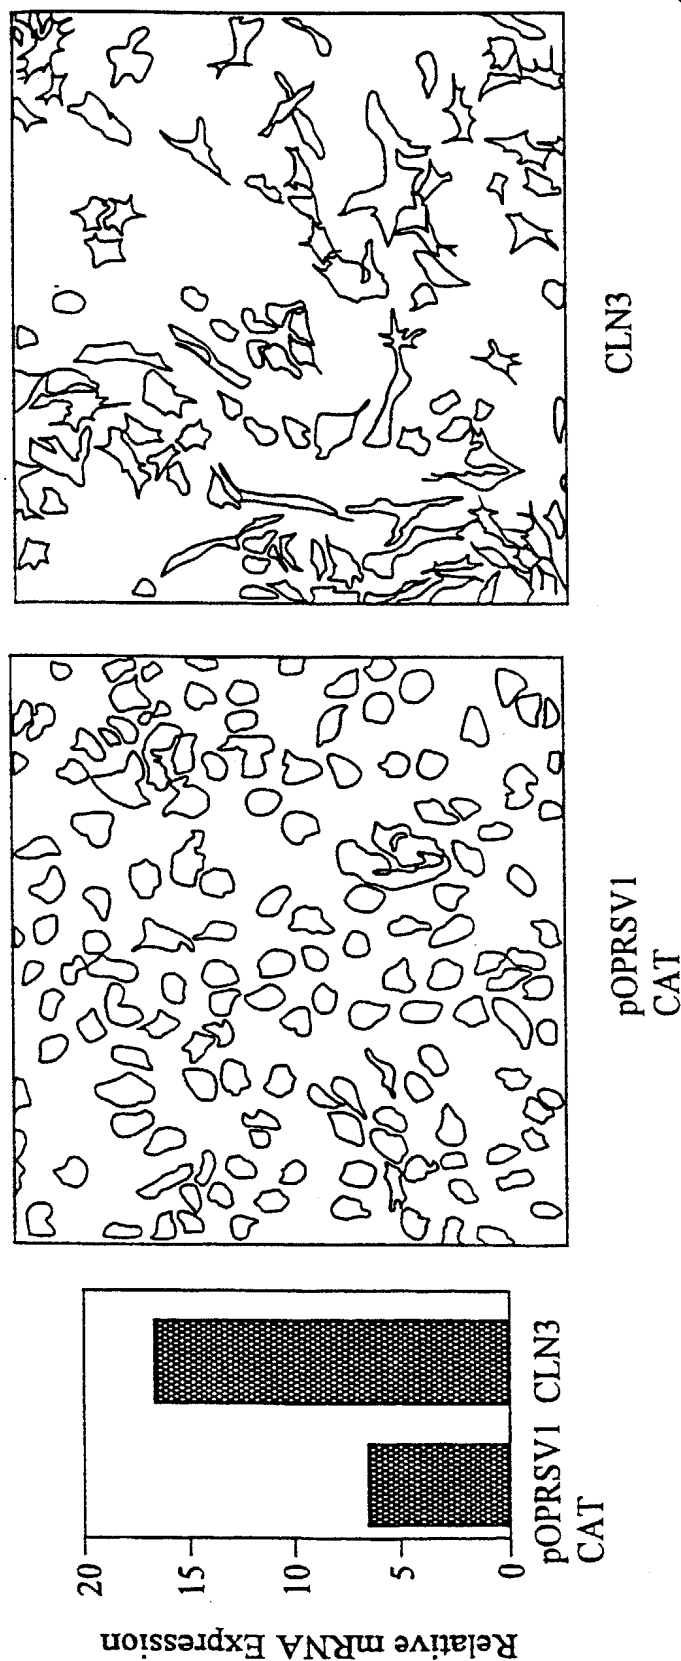 Relative mRNA Expression
20
15
10
5
0
pOPRSV1
CAT
CLN3
pOPRSV1
CAT
CLN3